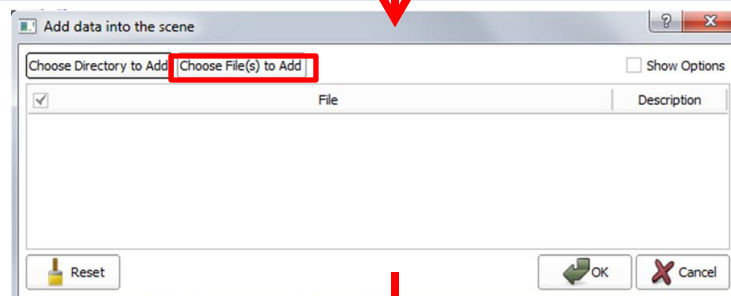 Add data into the scene
Choose Directory to Add Choose File(s) to Add Show Options
File Description
Reset OK Cancel